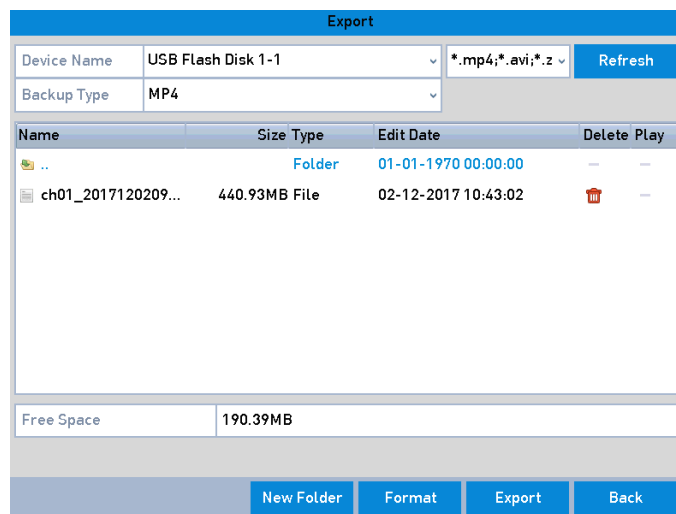 Export
Device Name USB Flash Disk 1-1 *.mp4;*.avi;*.z Refresh
Backup Type MP4
Name Size Type Edit Date Delete Play
.. Folder 01-01-1970 00:00:00 — —
ch01_2017120209... 440.93MB File 02-12-2017 10:43:02 —
Free Space 190.39MB
New Folder Format Export Back